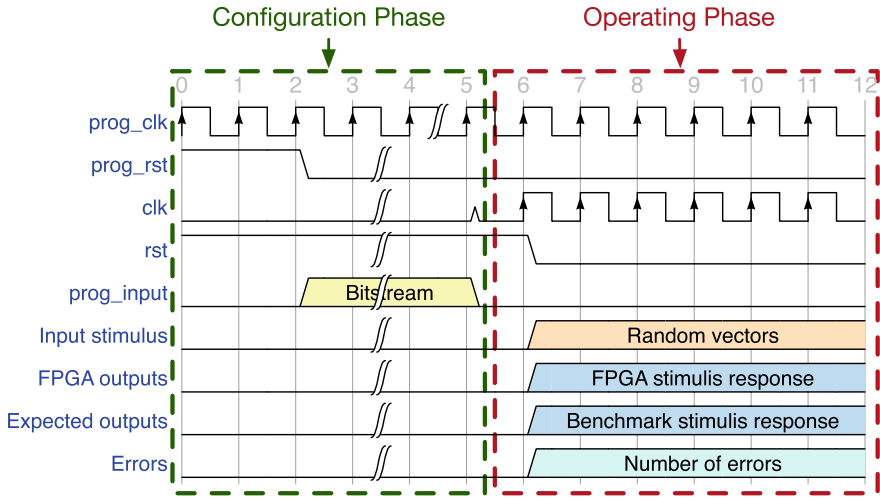 Configuration Phase
Operating Phase
0 1 2 3 4 5 6 7 8 9 10 11 12
prog_clk
prog_rst
clk
rst
prog_input Bitstream
Input stimulus Random vectors
FPGA outputs FPGA stimulis response
Expected outputs Benchmark stimulis response
Errors Number of errors